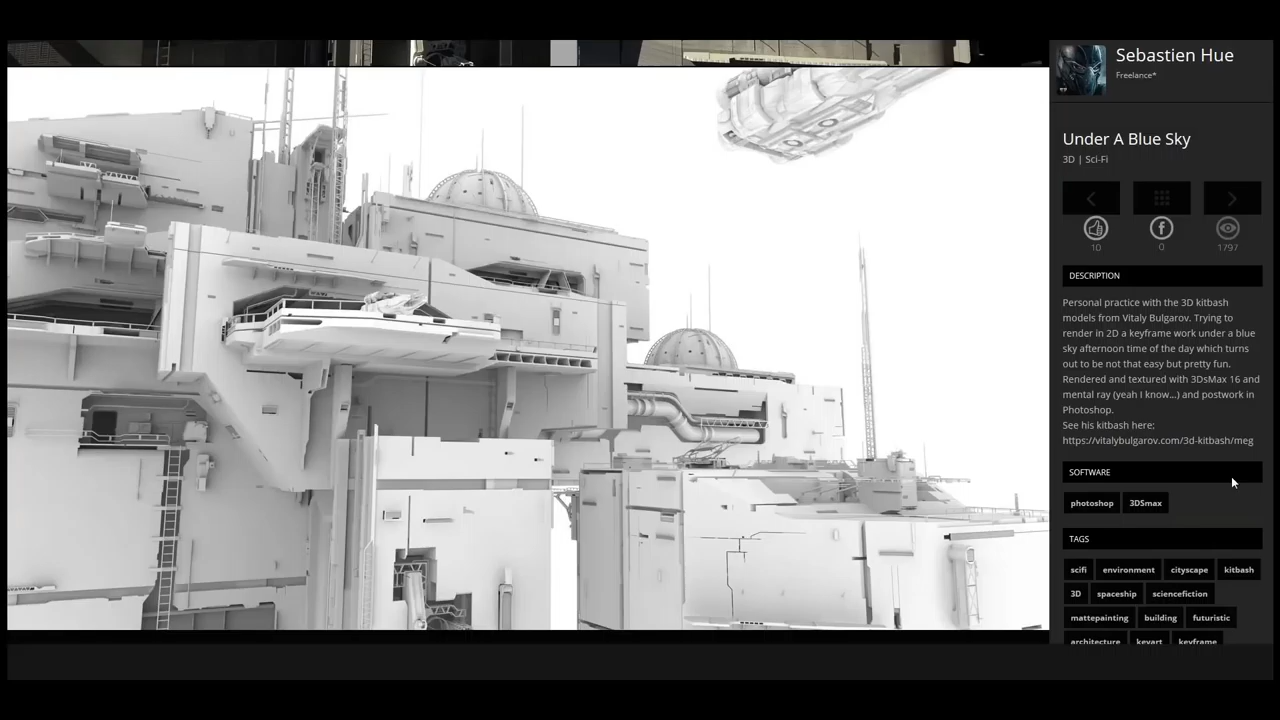 Sebastien Hue
Freelance*
Under A Blue Sky
3D | Sci-Fi
10
0
1797
DESCRIPTION
Personal practice with the 3D kitbash
models from Vitaly Bulgarov. Trying to
render in 2D a keyframe work under a blue
sky afternoon time of the day which turns
out to be not that easy but pretty fun.
Rendered and textured with 3DsMax 16 and
mental ray (yeah I know...) and postwork in
Photoshop.
See his kitbash here:
https://vitalybulgarov.com/3d-kitbash/meg
SOFTWARE
photoshop 3DSmax
TAGS
scifi environment cityscape kitbash
3D spaceship sciencefiction
mattepainting building futuristic
architecture keyart keyframe